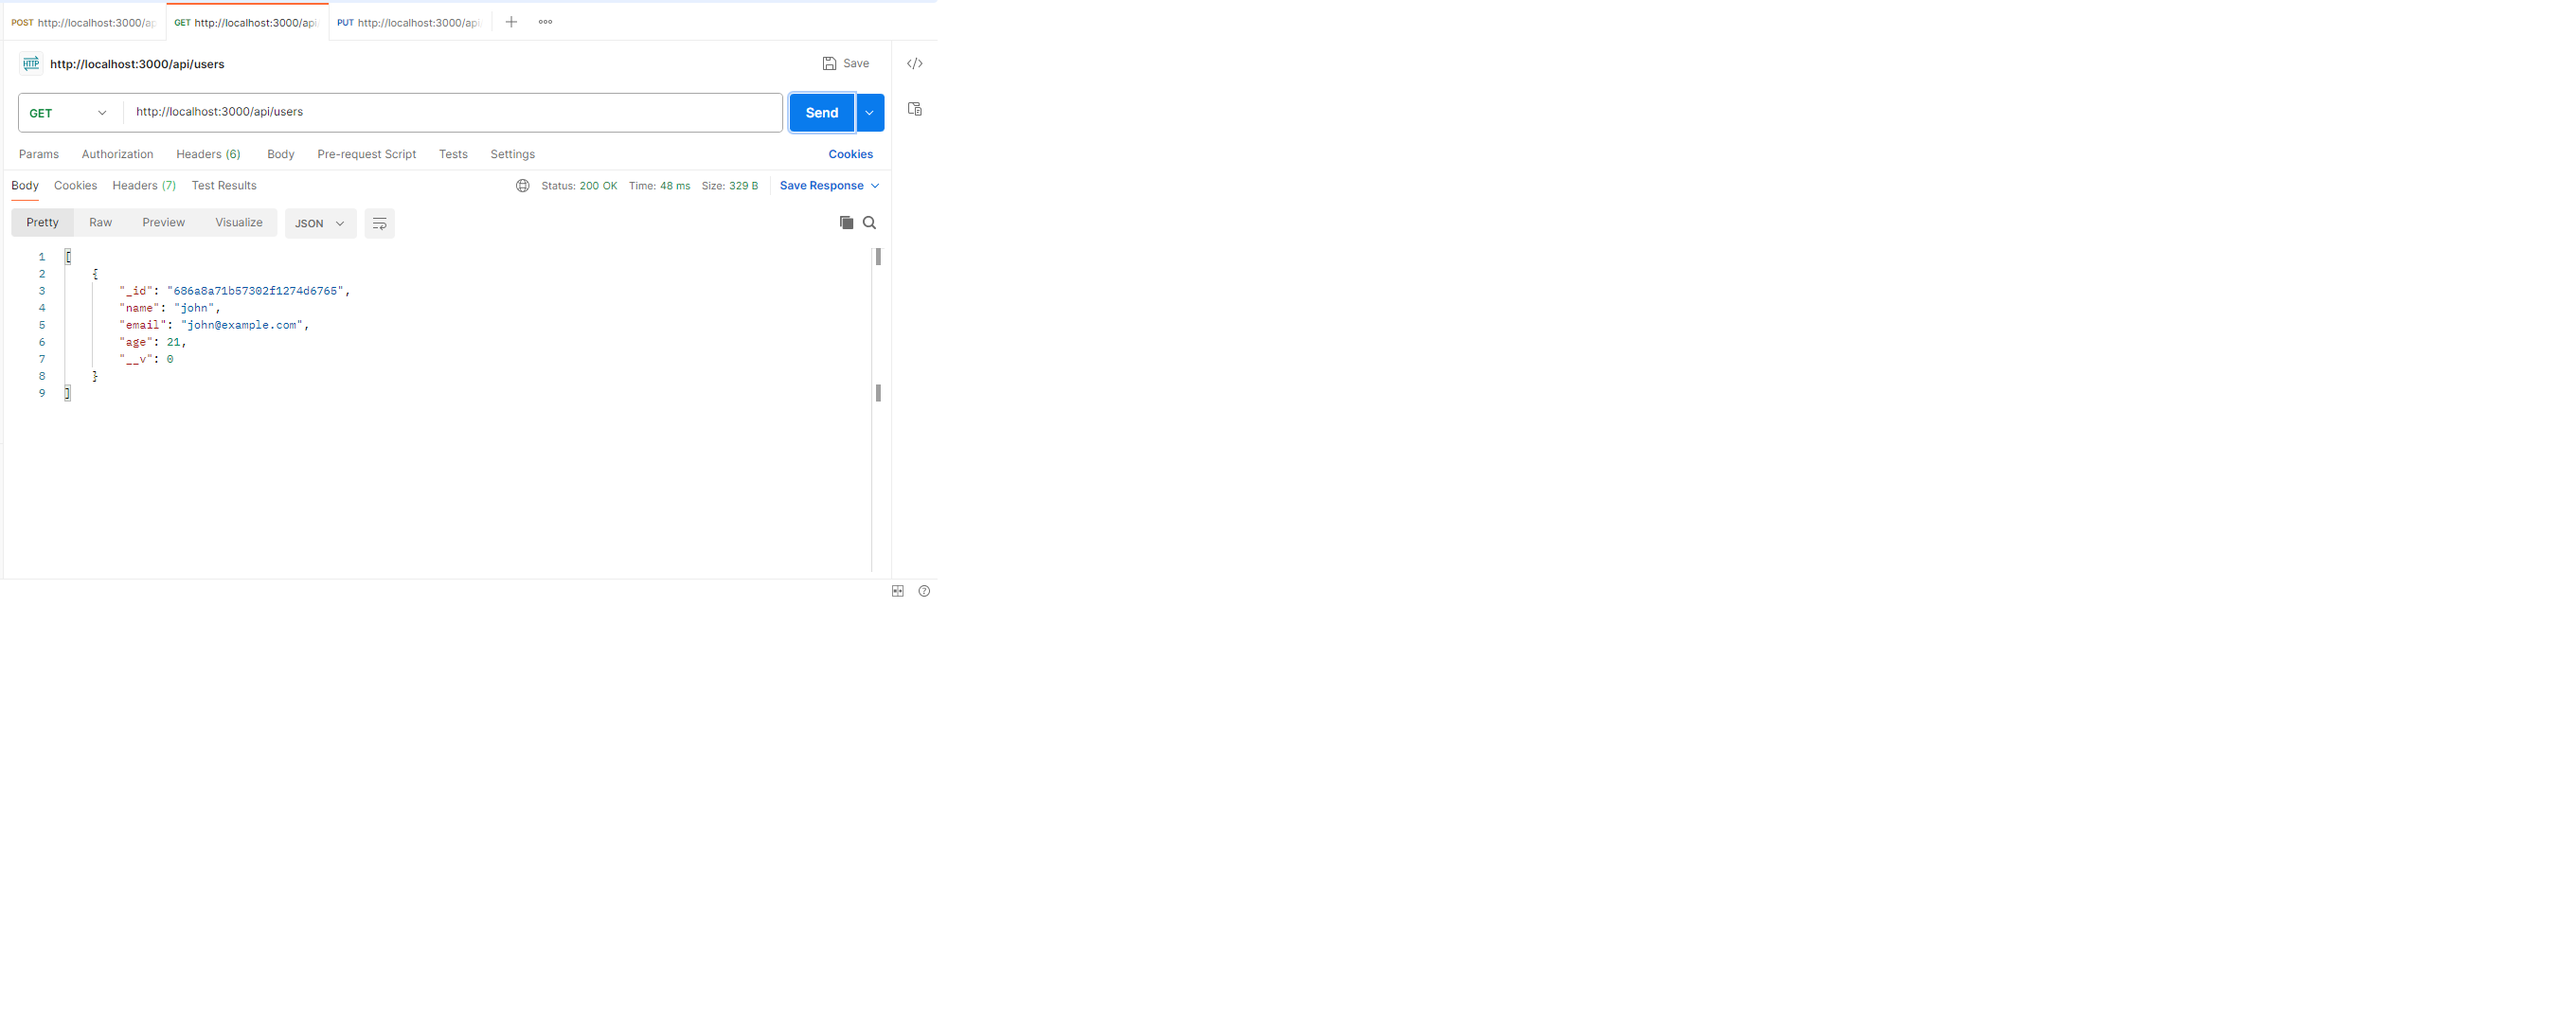 POST http://localhost:3000/ap GET http://localhost:3000/api PUT http://localhost:3000/api
HTTP http://localhost:3000/api/users Save </>
GET http://localhost:3000/api/users Send
Params Authorization Headers (6) Body Pre-request Script Tests Settings Cookies
Body Cookies Headers (7) Test Results Status: 200 OK Time: 48 ms Size: 329 B Save Response
Pretty Raw Preview Visualize JSON
1 [
2 {
3 "_id": "686a8a71b57302f1274d6765",
4 "name": "john",
5 "email": "john@example.com",
6 "age": 21,
7 "__v": 0
8 }
9 ]